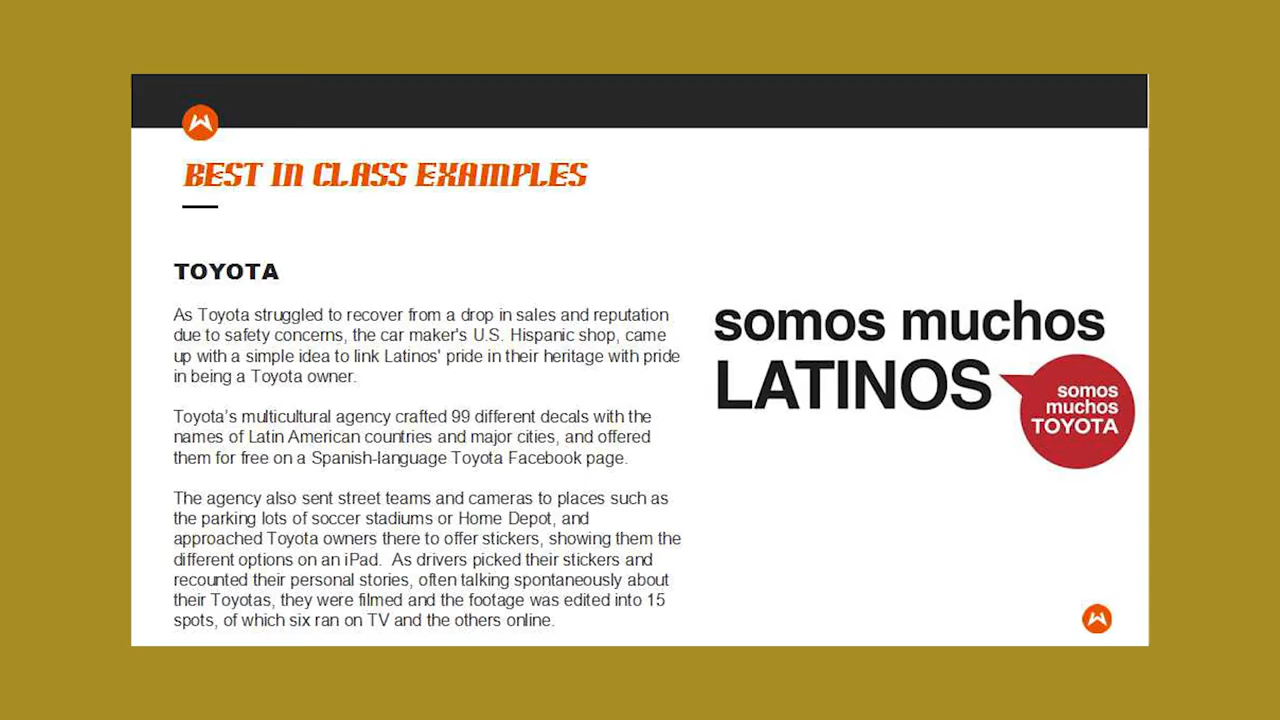 BEST IN CLASS EXAMPLES
TOYOTA
As Toyota struggled to recover from a drop in sales and reputation
due to safety concerns, the car maker's U.S. Hispanic shop, came
up with a simple idea to link Latinos' pride in their heritage with pride
in being a Toyota owner.
Toyota's multicultural agency crafted 99 different decals with the
names of Latin American countries and major cities, and offered
them for free on a Spanish-language Toyota Facebook page.
The agency also sent street teams and cameras to places such as
the parking lots of soccer stadiums or Home Depot, and
approached Toyota owners there to offer stickers, showing them the
different options on an iPad.  As drivers picked their stickers and
recounted their personal stories, often talking spontaneously about
their Toyotas, they were filmed and the footage was edited into 15
spots, of which six ran on TV and the others online.
somos muchos
LATINOS
somos
muchos
TOYOTA